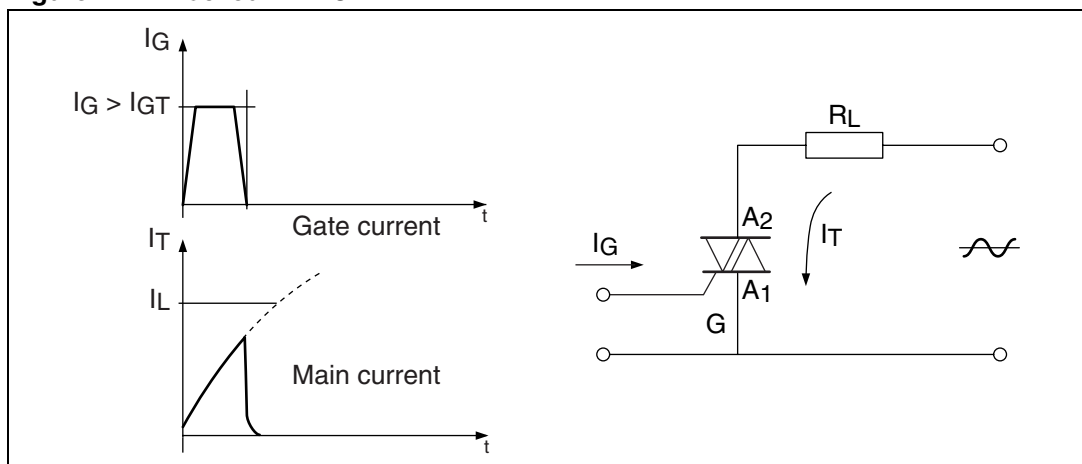 IG
IG > IGT
t
Gate current
IT
IL
Main current
t
RL
A2
IT
IG
A1
G